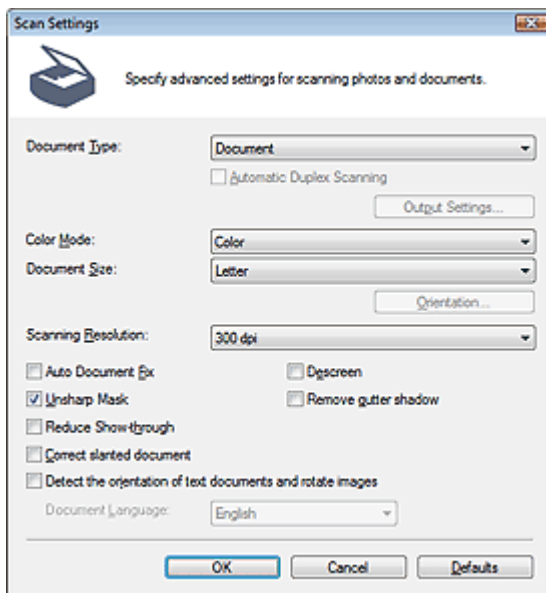 Scan Settings
Specify advanced settings for scanning photos and documents.
Document Type:
Document
Automatic Duplex Scanning
Output Settings...
Color Mode:
Color
Document Size:
Letter
Orientation...
Scanning Resolution:
300 dpi
Auto Document Fix
Descreen
Unsharp Mask
Remove gutter shadow
Reduce Show-through
Correct slanted document
Detect the orientation of text documents and rotate images
Document Language:
English
OK
Cancel
Defaults